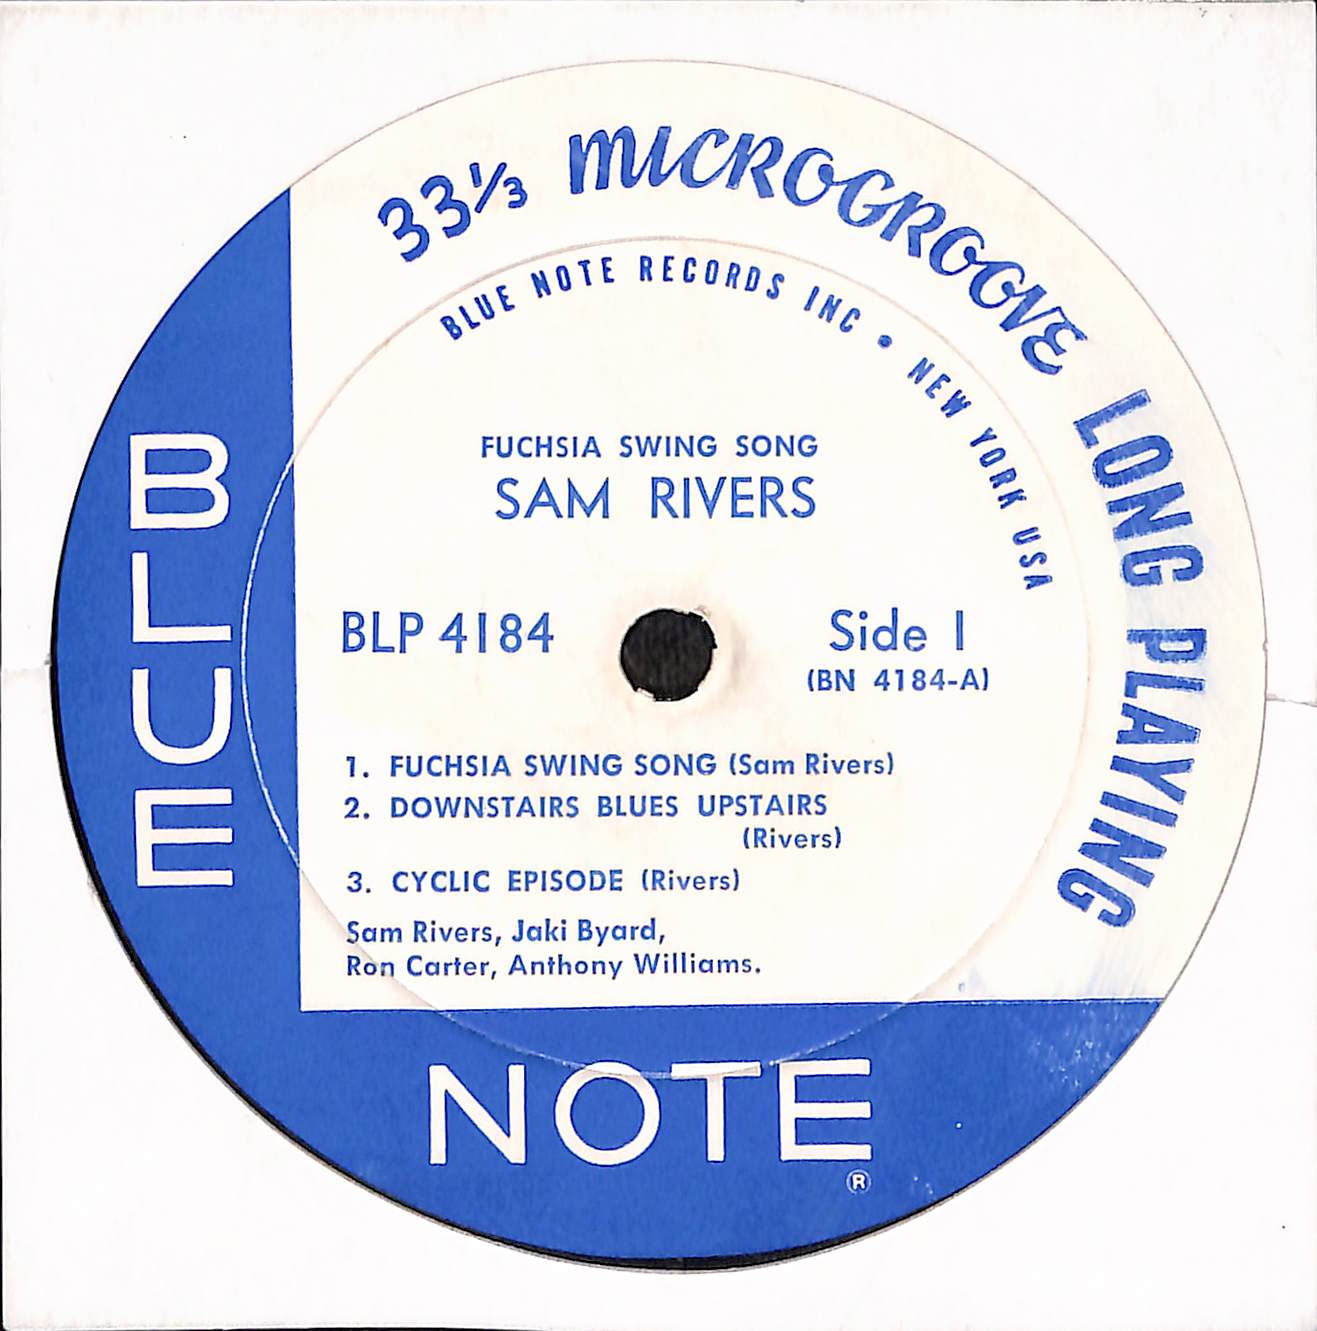 33⅓ MICROGROOVE LONG PLAYING
BLUE NOTE RECORDS INC • NEW YORK USA
FUCHSIA SWING SONG
SAM RIVERS
BLP 4184
Side 1
(BN 4184-A)
1. FUCHSIA SWING SONG (Sam Rivers)
2. DOWNSTAIRS BLUES UPSTAIRS
(Rivers)
3. CYCLIC EPISODE (Rivers)
Sam Rivers, Jaki Byard,
Ron Carter, Anthony Williams.
BLUE
NOTE
®